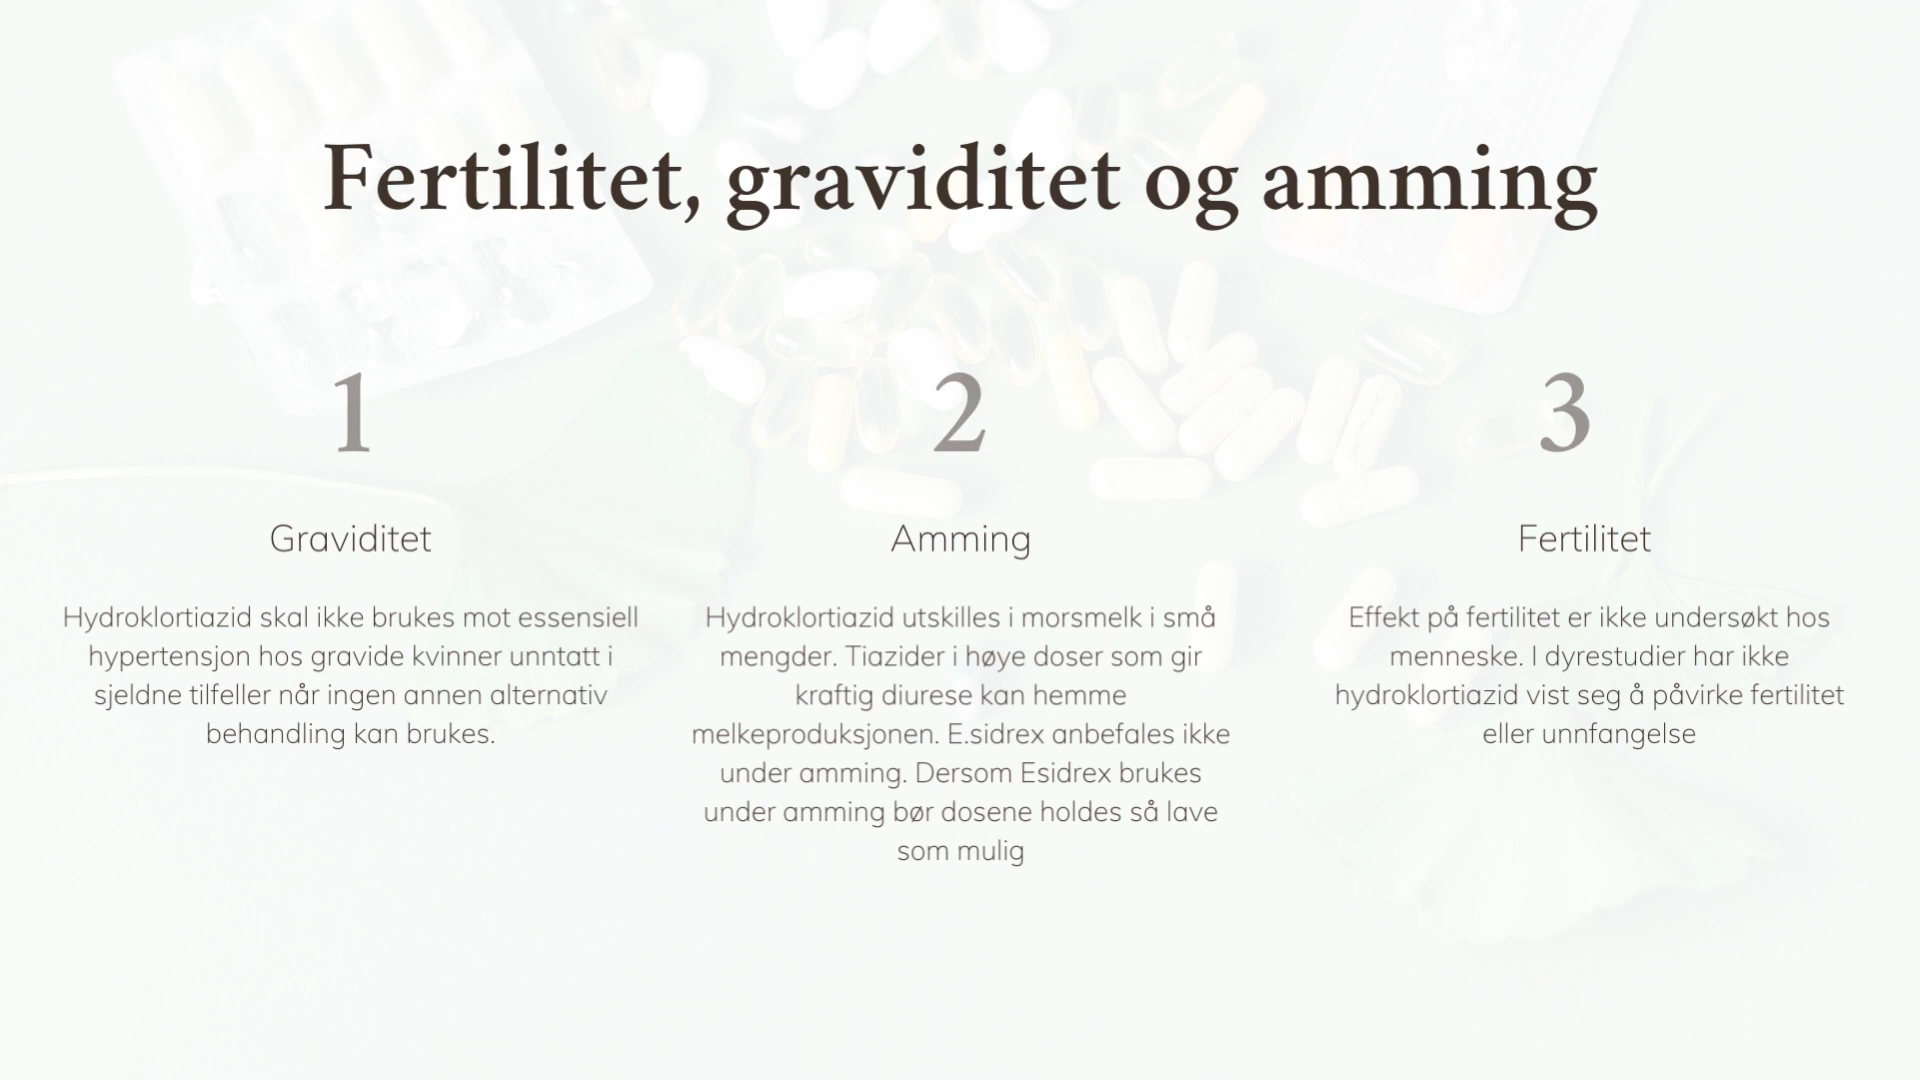 Fertilitet, graviditet og amming
1
Graviditet
Hydroklortiazid skal ikke brukes mot essensiell
hypertensjon hos gravide kvinner unntatt i
sjeldne tilfeller når ingen annen alternativ
behandling kan brukes.
2
Amming
Hydroklortiazid utskilles i morsmelk i små
mengder. Tiazider i høye doser som gir
kraftig diurese kan hemme
melkeproduksjonen. E.sidrex anbefales ikke
under amming. Dersom Esidrex brukes
under amming bør dosene holdes så lave
som mulig
3
Fertilitet
Effekt på fertilitet er ikke undersøkt hos
menneske. I dyrestudier har ikke
hydroklortiazid vist seg å påvirke fertilitet
eller unnfangelse